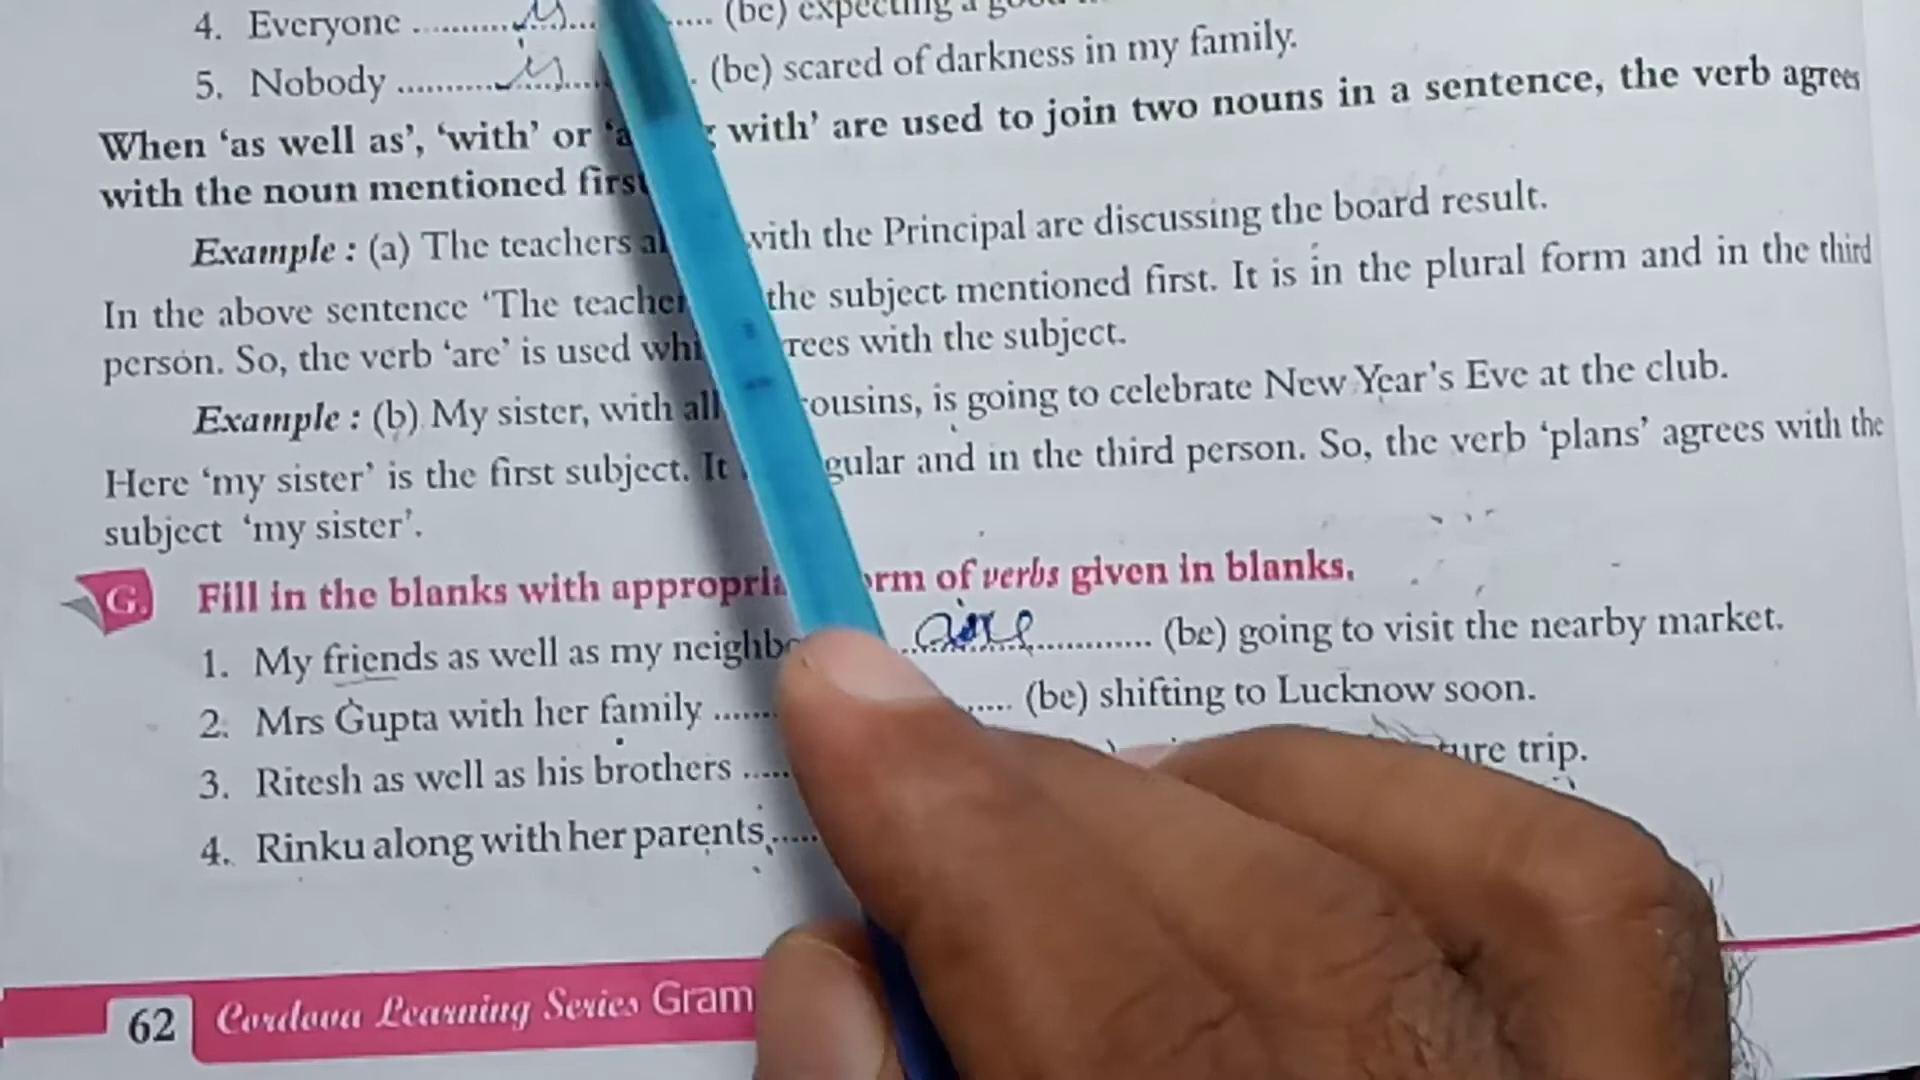 4. Everyone .......... is .......... (be) expecting a
5. Nobody .......... is .......... (be) scared of darkness in my family.
When ‘as well as’, ‘with’ or with’ are used to join two nouns in a sentence, the verb agrees
with the noun mentioned first
Example : (a) The teachers with the Principal are discussing the board result.
In the above sentence ‘The the subject mentioned first. It is in the plural form and in the third
person. So, the verb ‘are’ is used with the subject.
Example : (b) My sister, with all cousins, is going to celebrate New Year’s Eve at the club.
Here ‘my sister’ is the first subject. It and in the third person. So, the verb ‘plans’ agrees with the
subject ‘my sister’.
G. Fill in the blanks with form of verbs given in blanks.
1. My friends as well as my are .......... (be) going to visit the nearby market.
2. Mrs Gupta with her family .......... (be) shifting to Lucknow soon.
3. Ritesh as well as his brothers .......... trip.
4. Rinku along with her parents ..........
62 Cordova Learning Series Gram